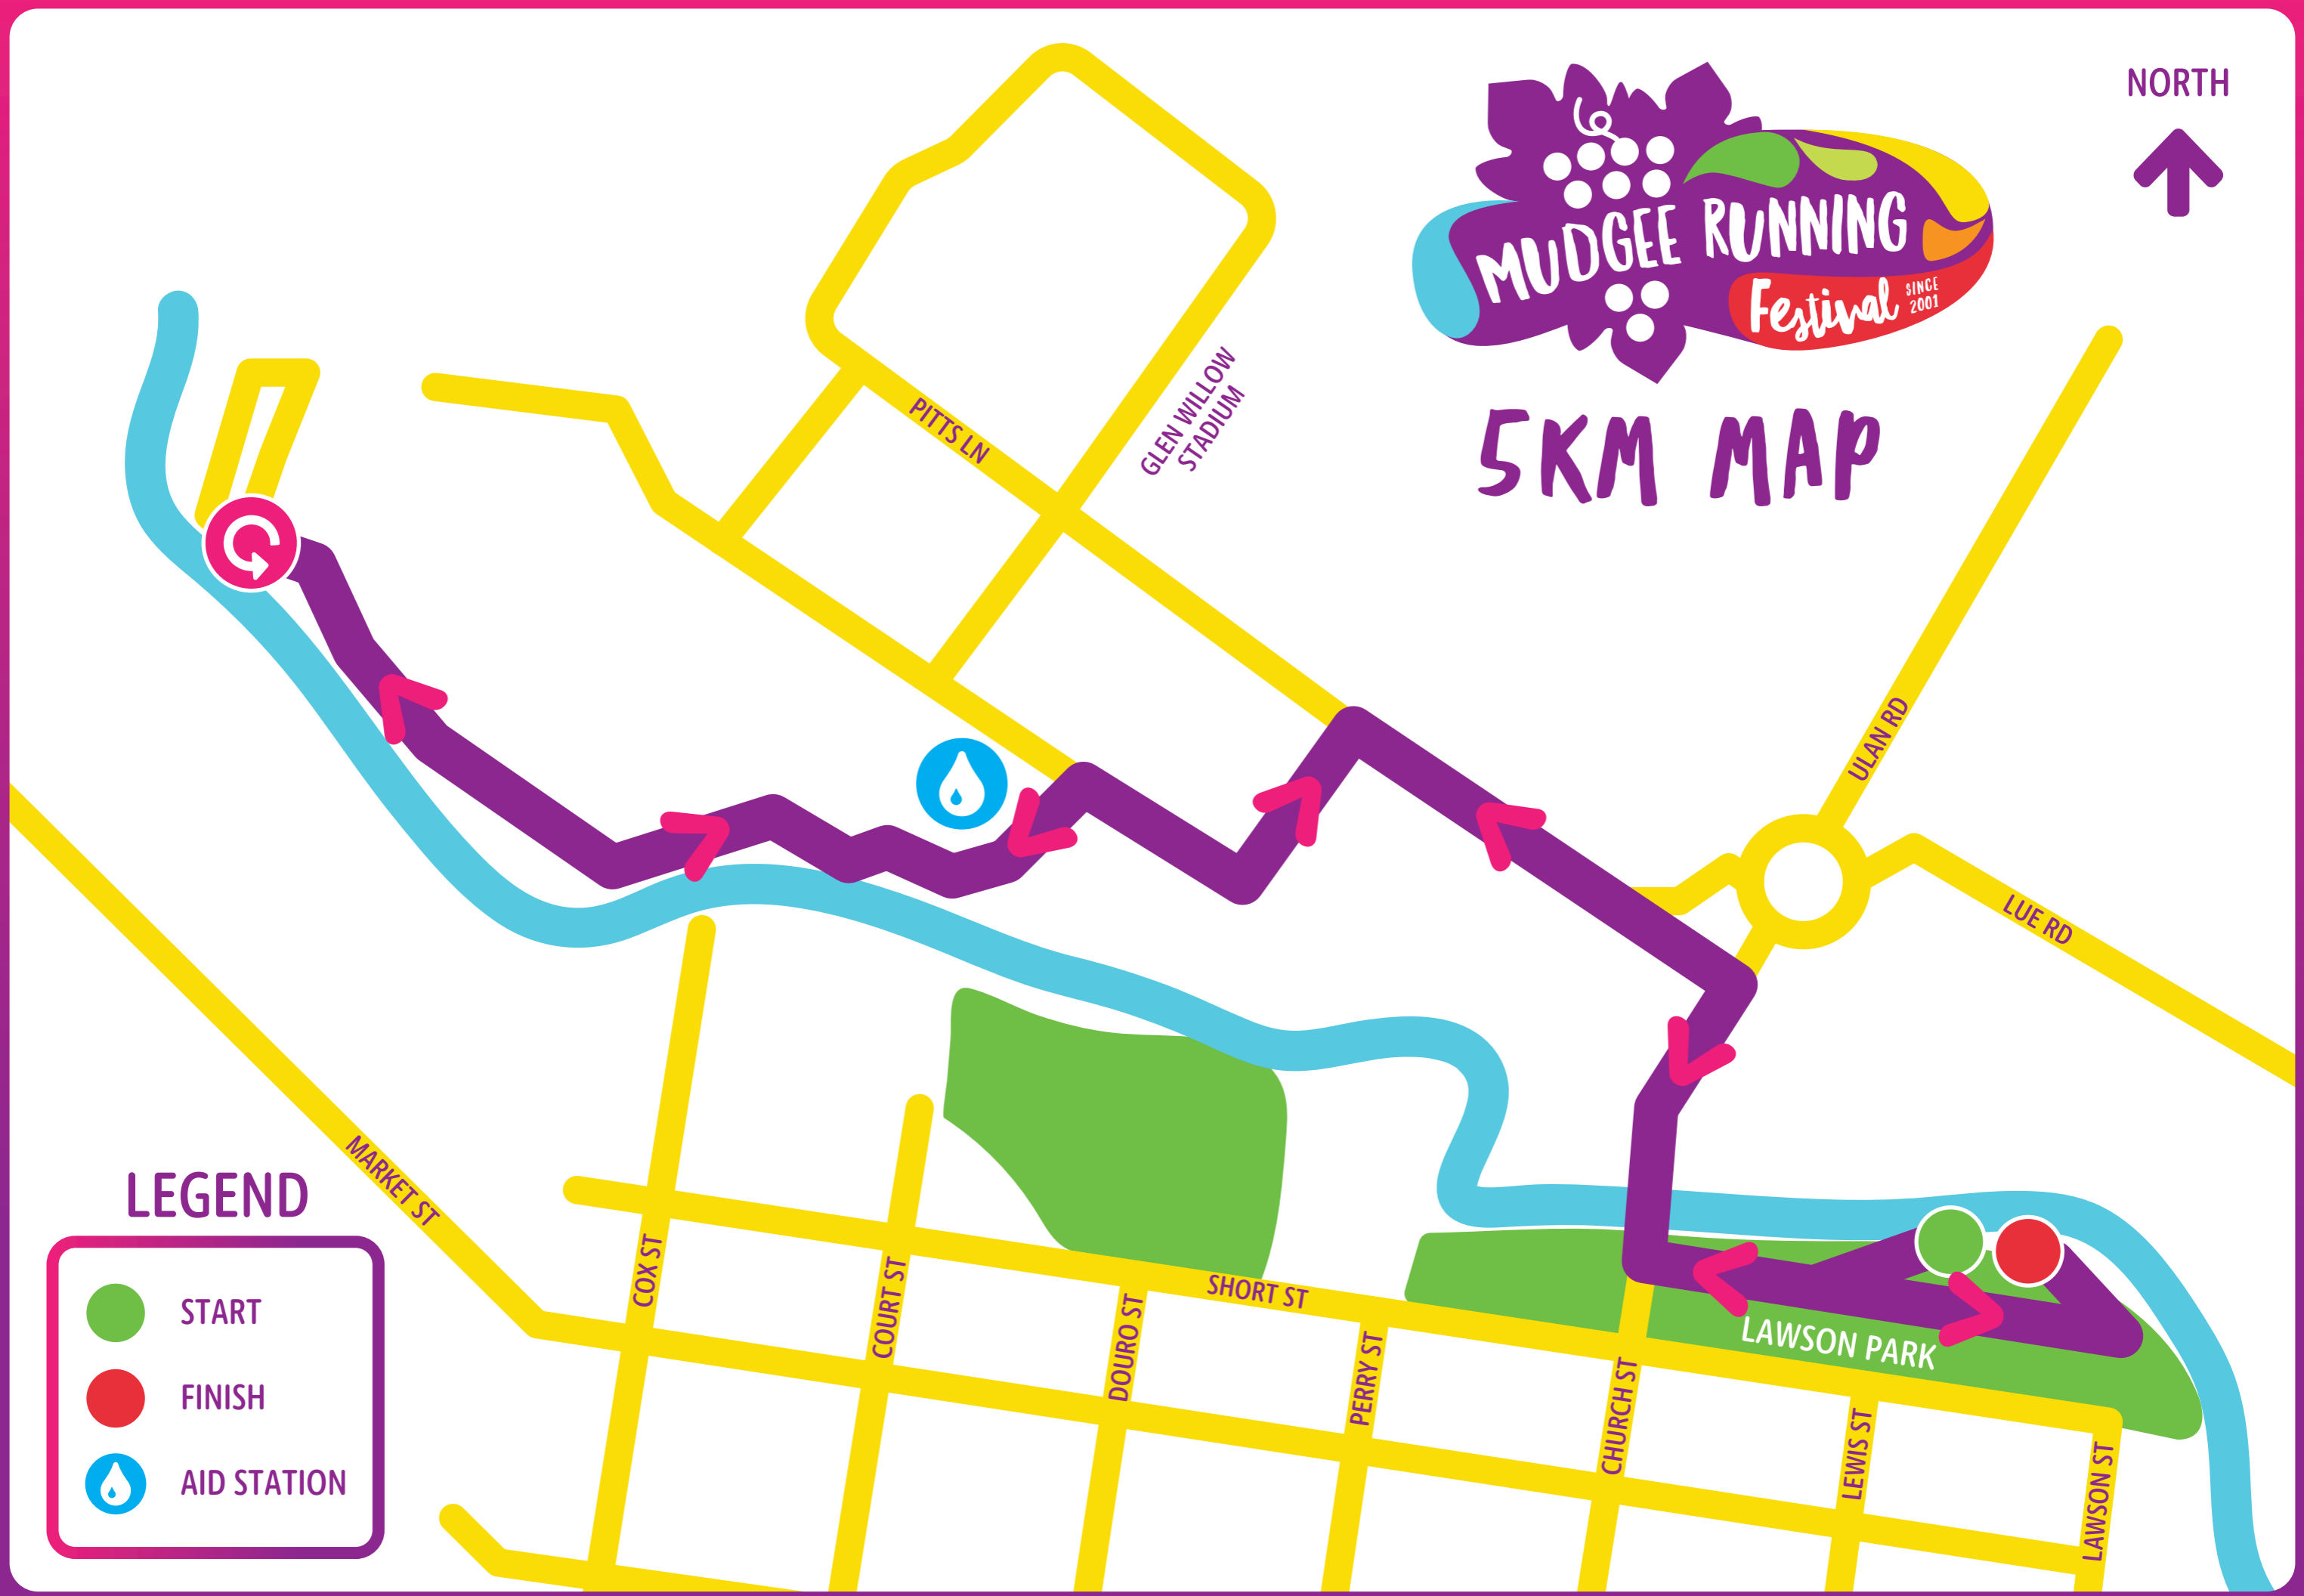 NORTH
MUDGEE RUNNING
Festival
SINCE
2001
5KM MAP
PITTS LN
GLEN WILLOW
STADIUM
ULAN RD
LUE RD
MARKET ST
COX ST
COURT ST
DOURO ST
SHORT ST
PERRY ST
CHURCH ST
LAWSON PARK
LEWIS ST
LAWSON ST
LEGEND
START
FINISH
AID STATION